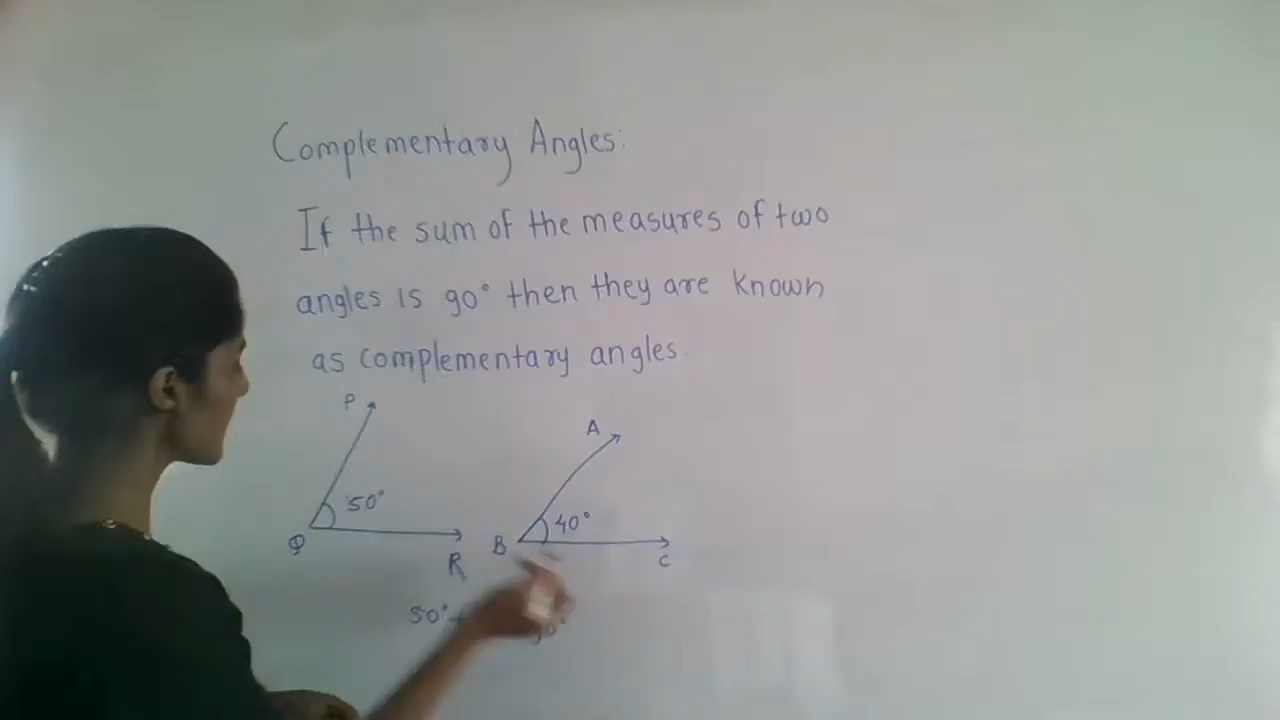 Complementary Angles:
If the sum of the measures of two
angles is 90° then they are known
as complementary angles.
P
A
50°
40°
Q
R
B
C
50°+
90°